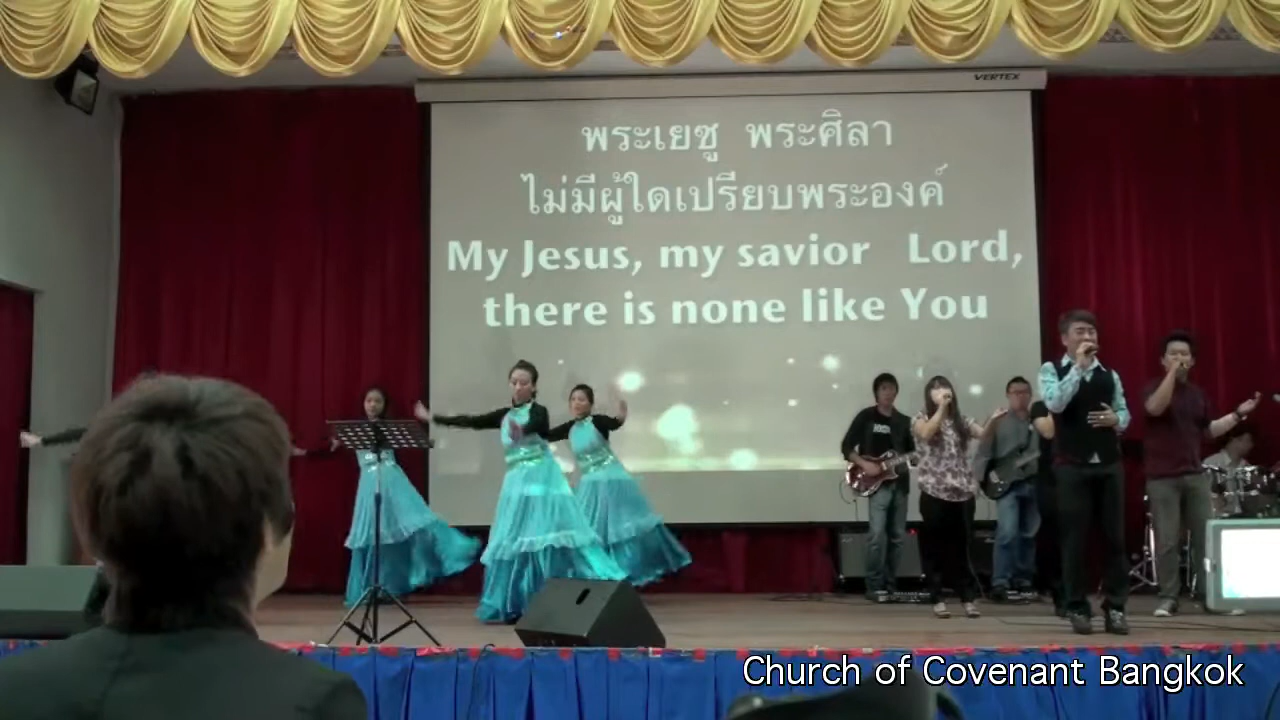 VERTEX
พระเยซู พระศิลา
ไม่มีผู้ใดเปรียบพระองค์
My Jesus, my savior Lord,
there is none like You
Church of Covenant Bangkok